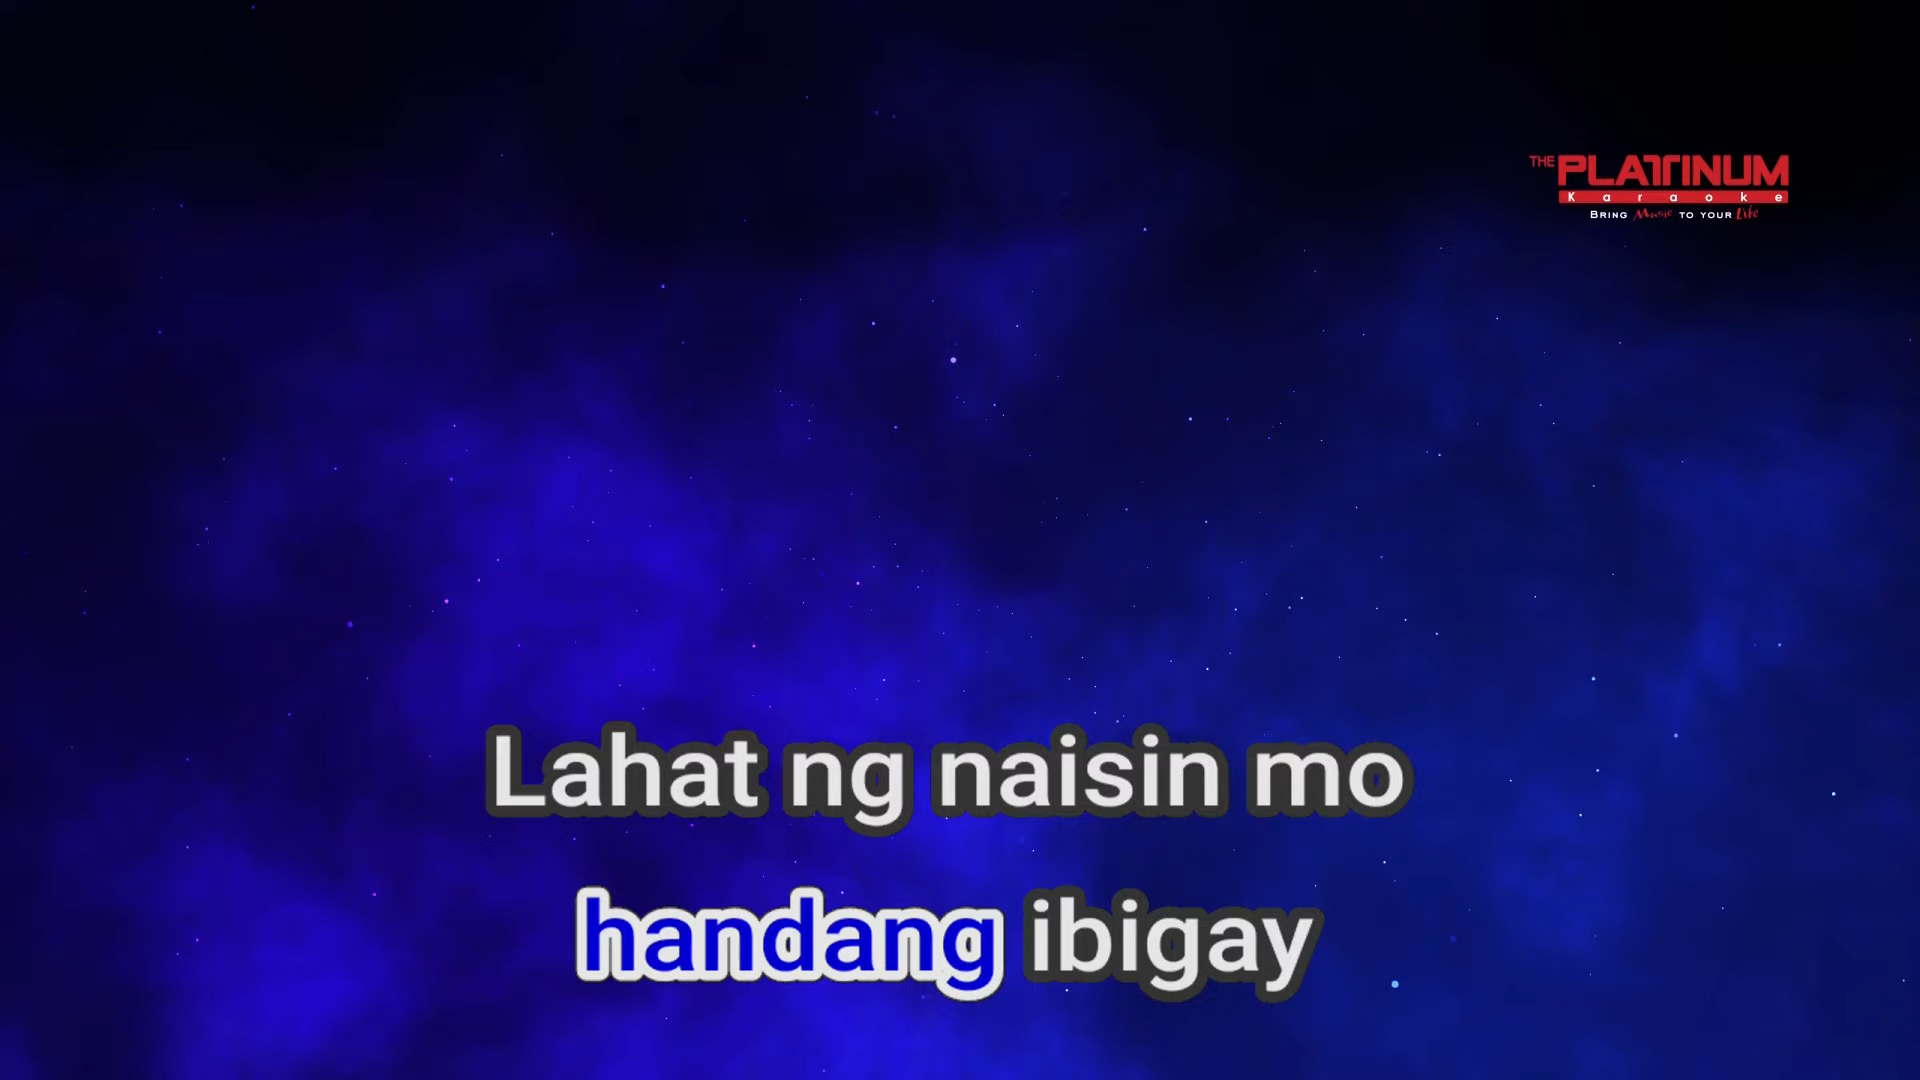 THE PLATINUM
Karaoke
BRING Music TO YOUR Life
Lahat ng naisin mo
handang ibigay